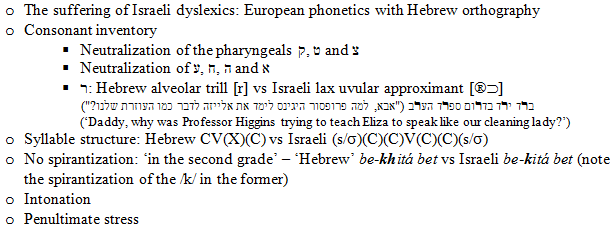 o The suffering of Israeli dyslexics: European phonetics with Hebrew orthography
o Consonant inventory
▪ Neutralization of the pharyngeals ק, ט and צ
▪ Neutralization of ע, ח, ה and א
▪ ר: Hebrew alveolar trill [r] vs Israeli lax uvular approximant [®⊃]
ברד ירד בדרום ספרד הערב ("אבא, למה פרופסור היגינס לימד את אלייזה לדבר כמו העוזרת שלנו?")
(‘Daddy, why was Professor Higgins trying to teach Eliza to speak like our cleaning lady?’)
o Syllable structure: Hebrew CV(X)(C) vs Israeli (s/σ)(C)(C)V(C)(C)(s/σ)
o No spirantization: ‘in the second grade’ – ‘Hebrew’ be-khitá bet vs Israeli be-kitá bet (note
the spirantization of the /k/ in the former)
o Intonation
o Penultimate stress